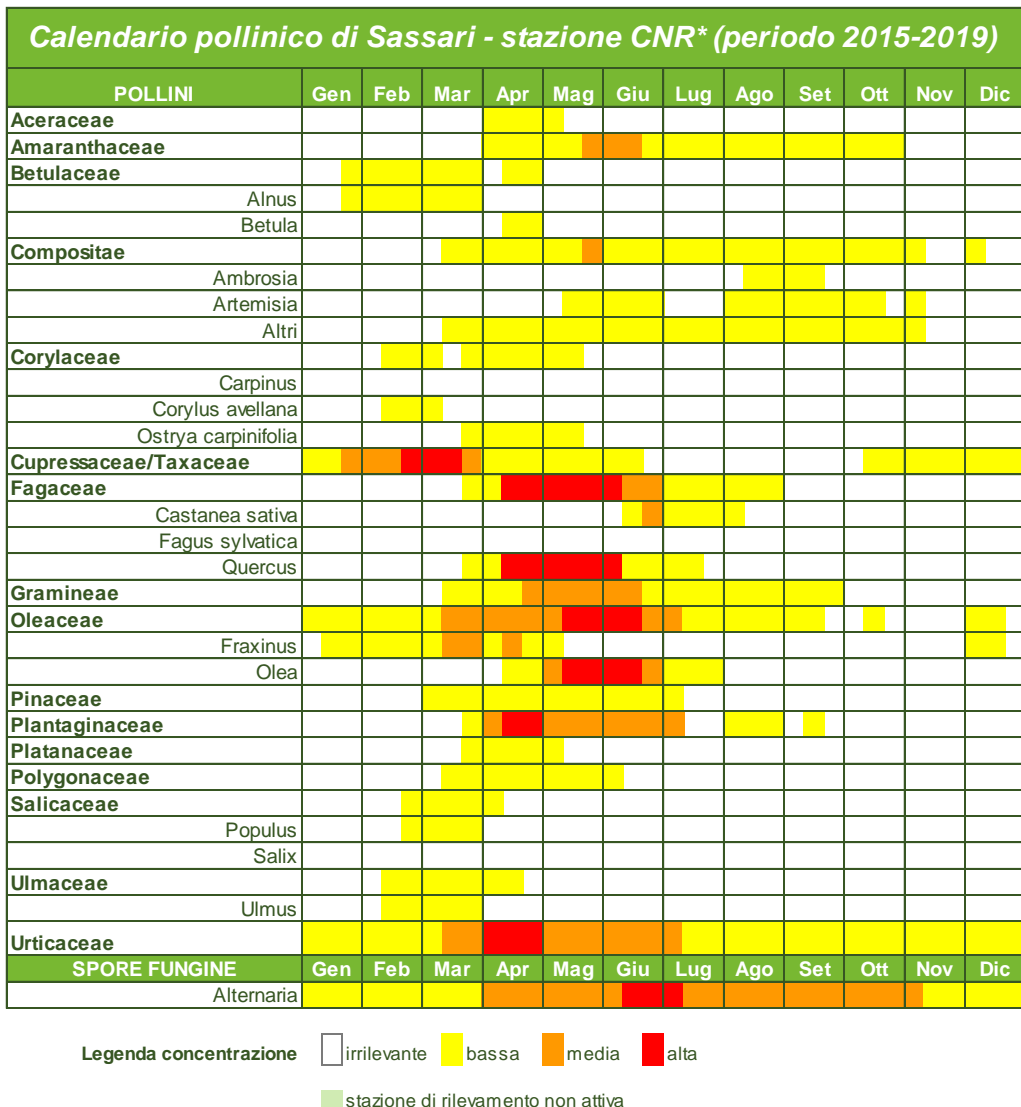 Calendario pollinico di Sassari - stazione CNR* (periodo 2015-2019)
POLLINI Gen Feb Mar Apr Mag Giu Lug Ago Set Ott Nov Dic
Aceraceae
Amaranthaceae
Betulaceae
Alnus
Betula
Compositae
Ambrosia
Artemisia
Altri
Corylaceae
Carpinus
Corylus avellana
Ostrya carpinifolia
Cupressaceae/Taxaceae
Fagaceae
Castanea sativa
Fagus sylvatica
Quercus
Gramineae
Oleaceae
Fraxinus
Olea
Pinaceae
Plantaginaceae
Platanaceae
Polygonaceae
Salicaceae
Populus
Salix
Ulmaceae
Ulmus
Urticaceae
SPORE FUNGINE Gen Feb Mar Apr Mag Giu Lug Ago Set Ott Nov Dic
Alternaria
Legenda concentrazione irrilevante bassa media alta
stazione di rilevamento non attiva